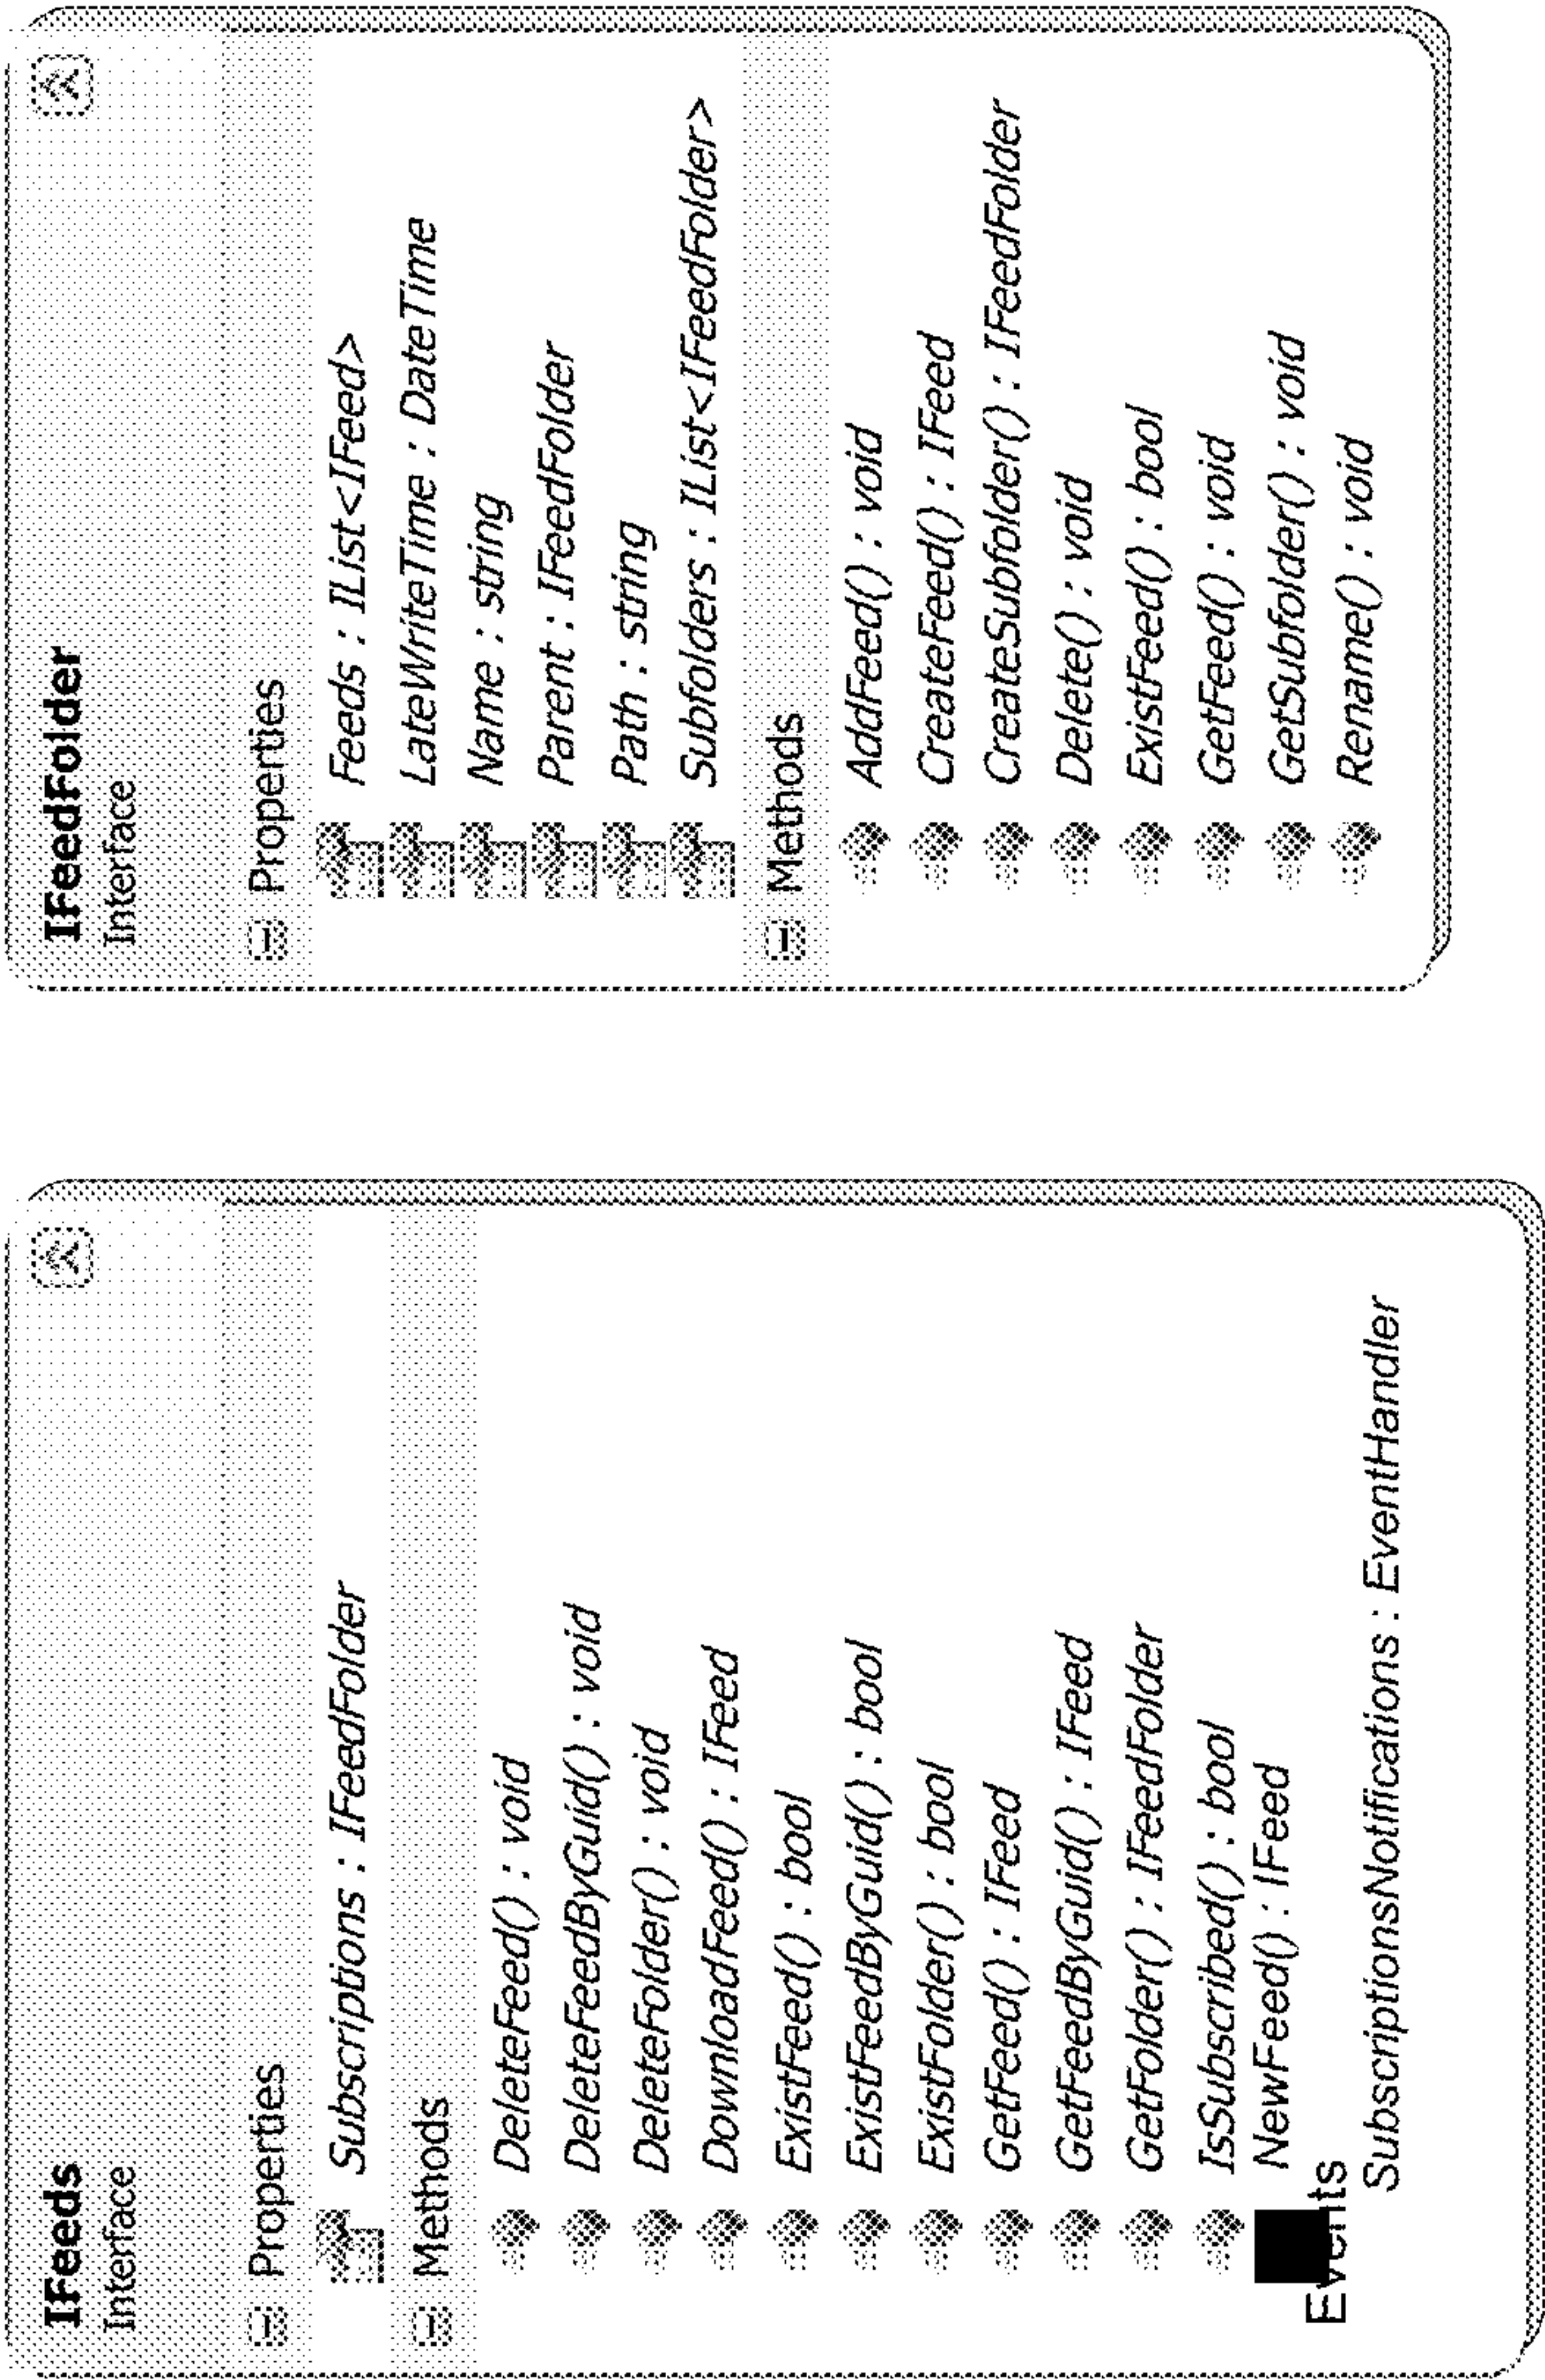 IFeeds
Interface
Properties
Subscriptions : IFeedFolder
Methods
DeleteFeed() : void
DeleteFeedByGuid() : void
DeleteFolder() : void
DownloadFeed() : IFeed
ExistFeed() : bool
ExistFeedByGuid() : bool
ExistFolder() : bool
GetFeed() : IFeed
GetFeedByGuid() : IFeed
GetFolder() : IFeedFolder
IsSubscribed() : bool
NewFeed() : IFeed
Events
SubscriptionsNotifications : EventHandler
IFeedFolder
Interface
Properties
Feeds : IList<IFeed>
LateWriteTime : DateTime
Name : string
Parent : IFeedFolder
Path : string
Subfolders : IList<IFeedFolder>
Methods
AddFeed() : void
CreateFeed() : IFeed
CreateSubfolder() : IFeedFolder
Delete() : void
ExistFeed() : bool
GetFeed() : void
GetSubfolder() : void
Rename() : void